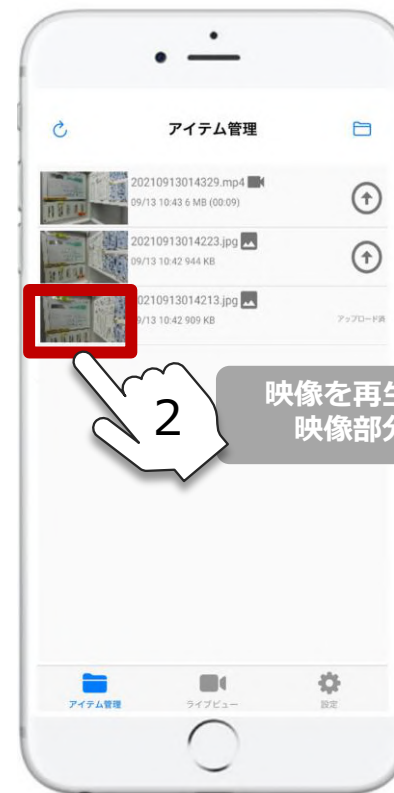 アイテム管理
20210913014329.mp4
09/13 10:43 6 MB (00:09)
20210913014223.jpg
09/13 10:42 944 KB
20210913014213.jpg
09/13 10:42 909 KB
アップロード済
2
映像を再生
映像部分
アイテム管理
ライブビュー
設定